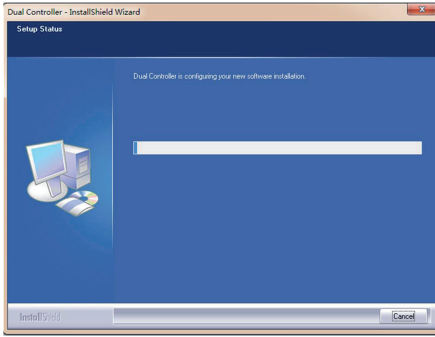 Dual Controller - InstallShield Wizard
Setup Status
Dual Controller is configuring your new software installation.
InstallShield
Cancel